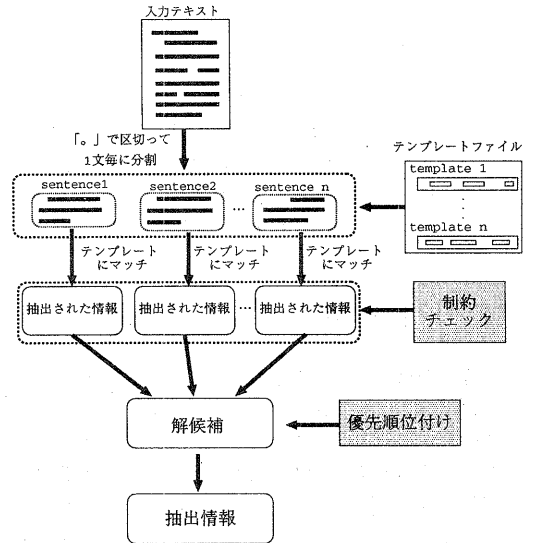 入力テキスト
「。」で区切って
1文毎に分割
テンプレートファイル
template 1
template n
sentence1
sentence2
...
sentence n
テンプレート
にマッチ
テンプレート
にマッチ
テンプレート
にマッチ
抽出された情報
抽出された情報
...
抽出された情報
制約
チェック
解候補
優先順位付け
抽出情報